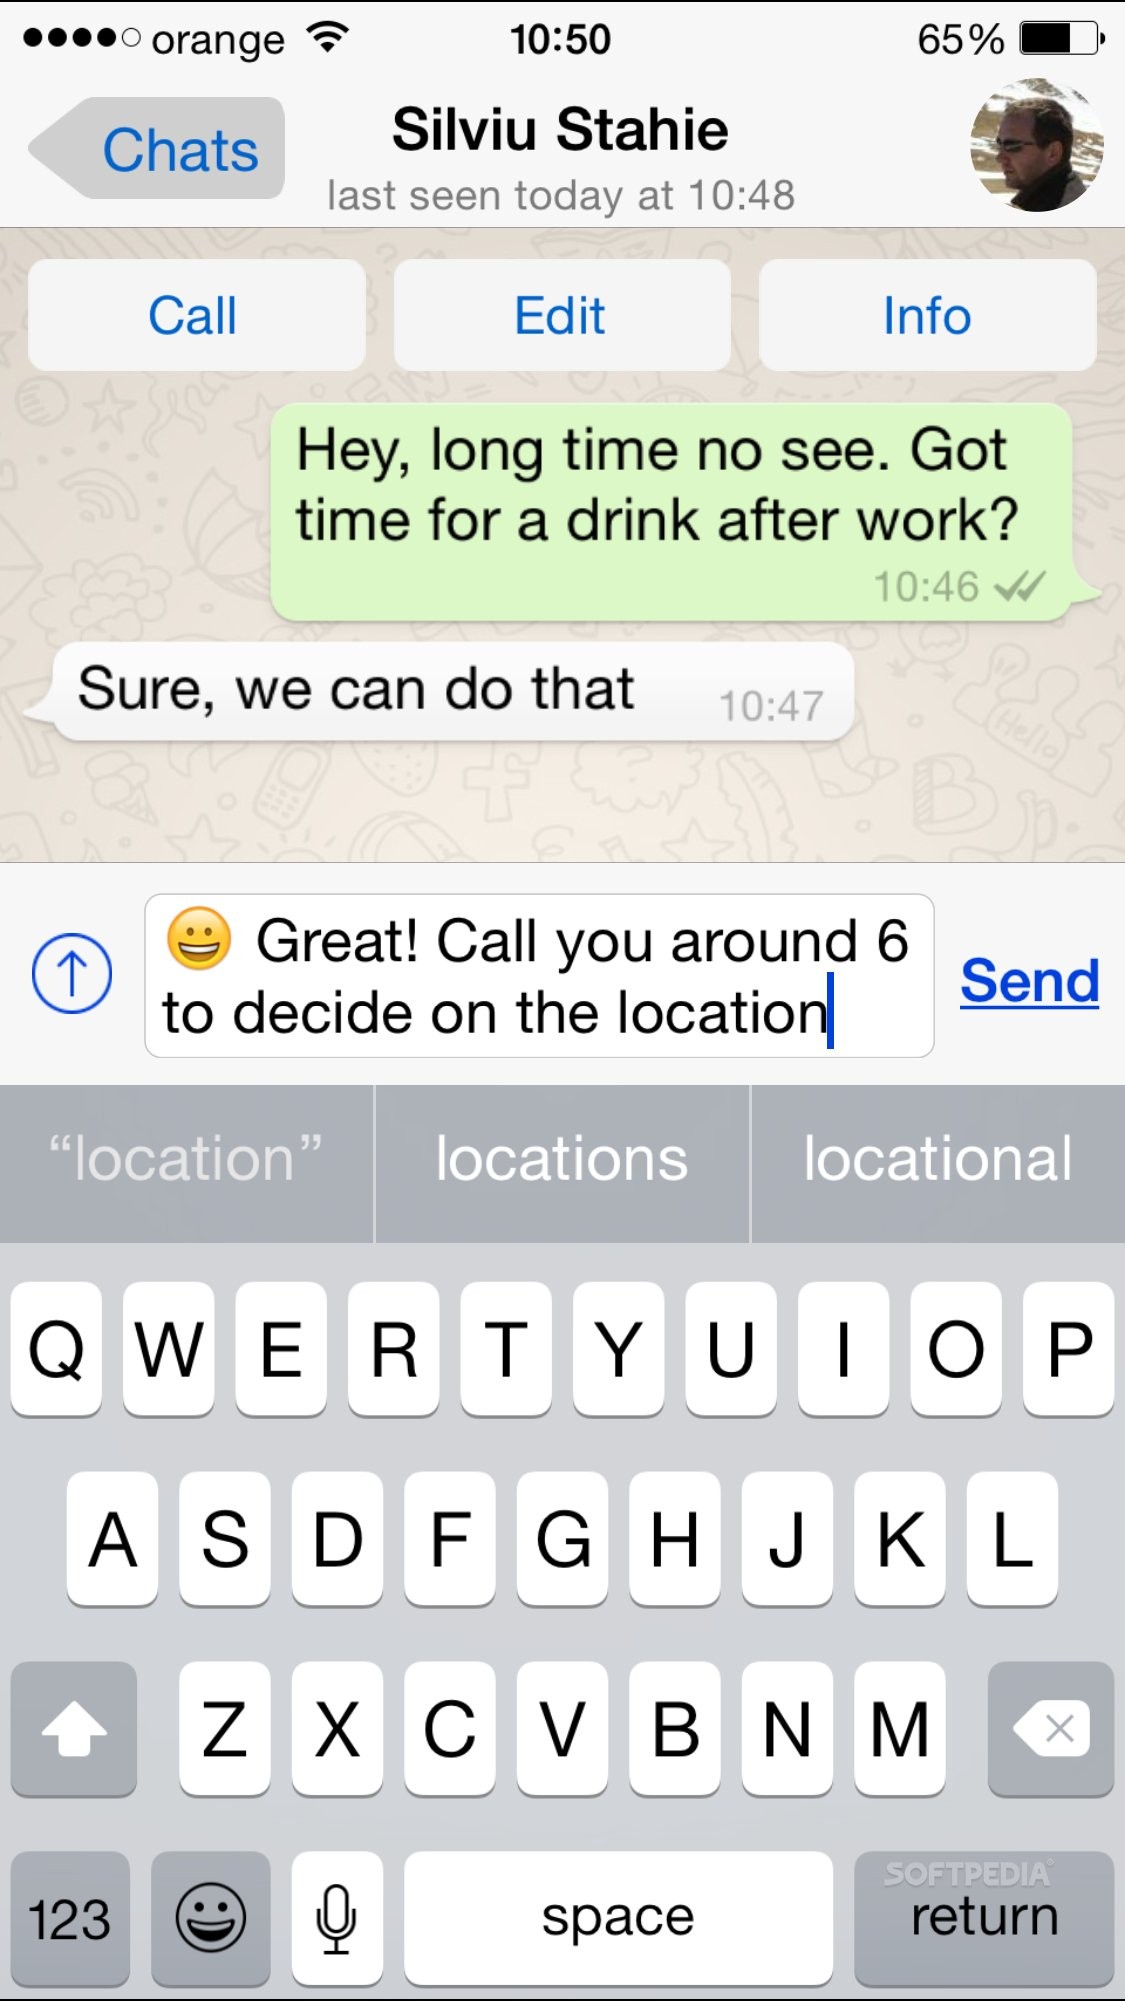 orange 10:50 65%
Chats Silviu Stahie
last seen today at 10:48
Call Edit Info
Hey, long time no see. Got
time for a drink after work?
10:46
Sure, we can do that 10:47
😀 Great! Call you around 6
to decide on the location
Send
“location” locations locational
Q W E R T Y U I O P
A S D F G H J K L
Z X C V B N M
SOFTPEDIA
123 space return